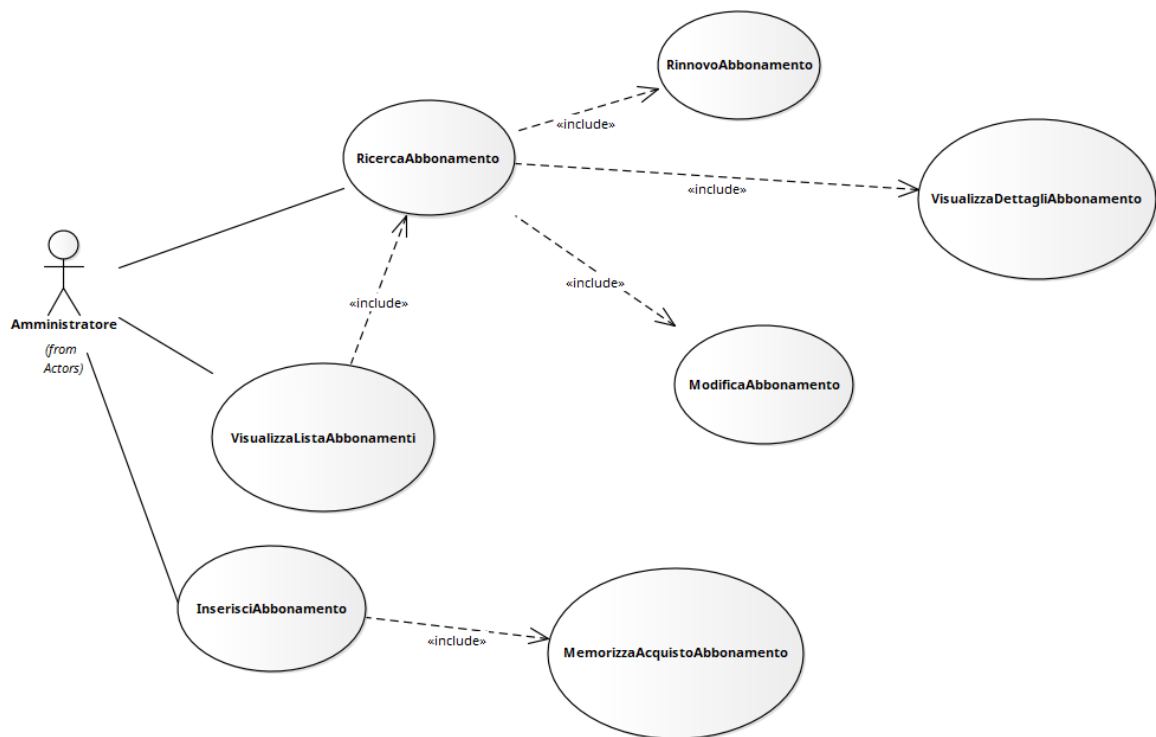 RinnovoAbbonamento
«include»
RicercaAbbonamento
«include»
VisualizzaDettagliAbbonamento
«include»
«include»
Amministratore
(from
Actors)
ModificaAbbonamento
VisualizzaListaAbbonamenti
InserisciAbbonamento
«include»
MemorizzaAcquistoAbbonamento